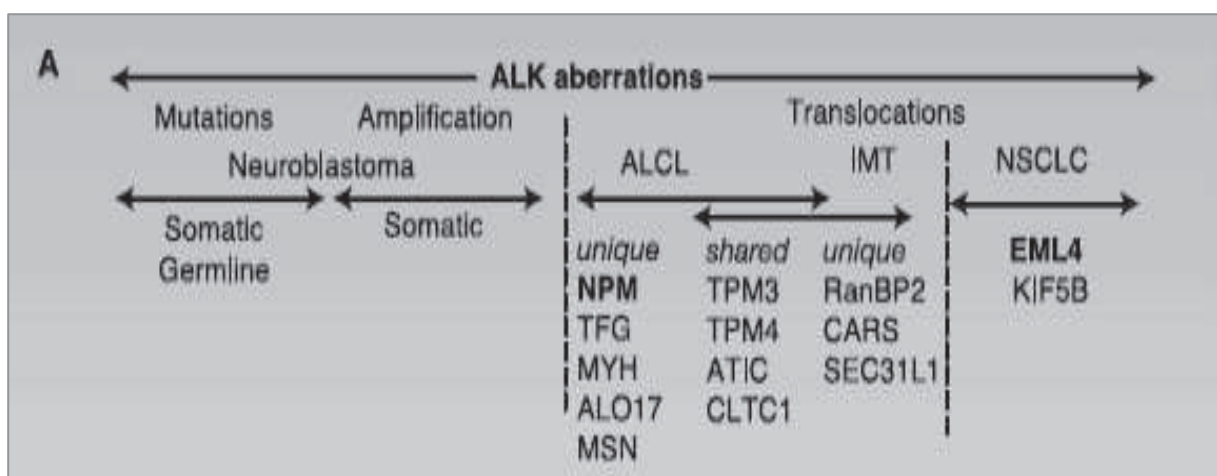 A
ALK aberrations
Mutations Amplification Translocations
Neuroblastoma ALCL IMT NSCLC
Somatic Somatic
Germline
unique shared unique EML4
NPM TPM3 RanBP2 KIF5B
TFG TPM4 CARS
MYH ATIC SEC31L1
ALO17 CLTC1
MSN